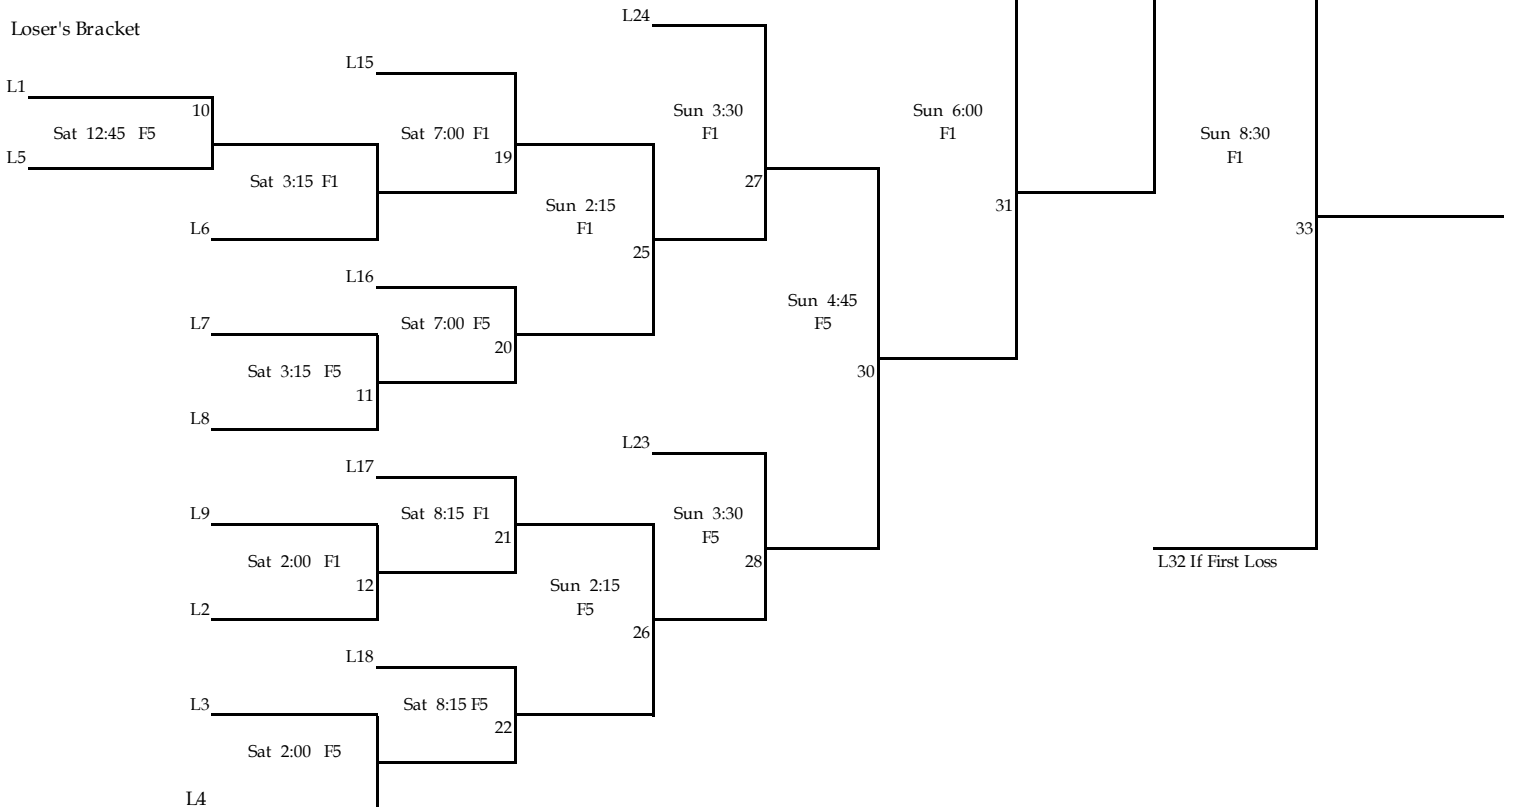 L24
Loser's Bracket
L15
L1
10
Sun 3:30
F1
Sun 6:00
F1
Sat 12:45 F5
Sat 7:00 F1
Sun 8:30
F1
L5
19
Sat 3:15 F1
27
Sun 2:15
F1
31
L6
33
25
L16
Sun 4:45
F5
L7
Sat 7:00 F5
20
Sat 3:15 F5
30
11
L8
L23
L17
L9
Sat 8:15 F1
Sun 3:30
F5
21
Sat 2:00 F1
28
L32 If First Loss
12
Sun 2:15
F5
L2
26
L18
L3
Sat 8:15 F5
22
Sat 2:00 F5
L4